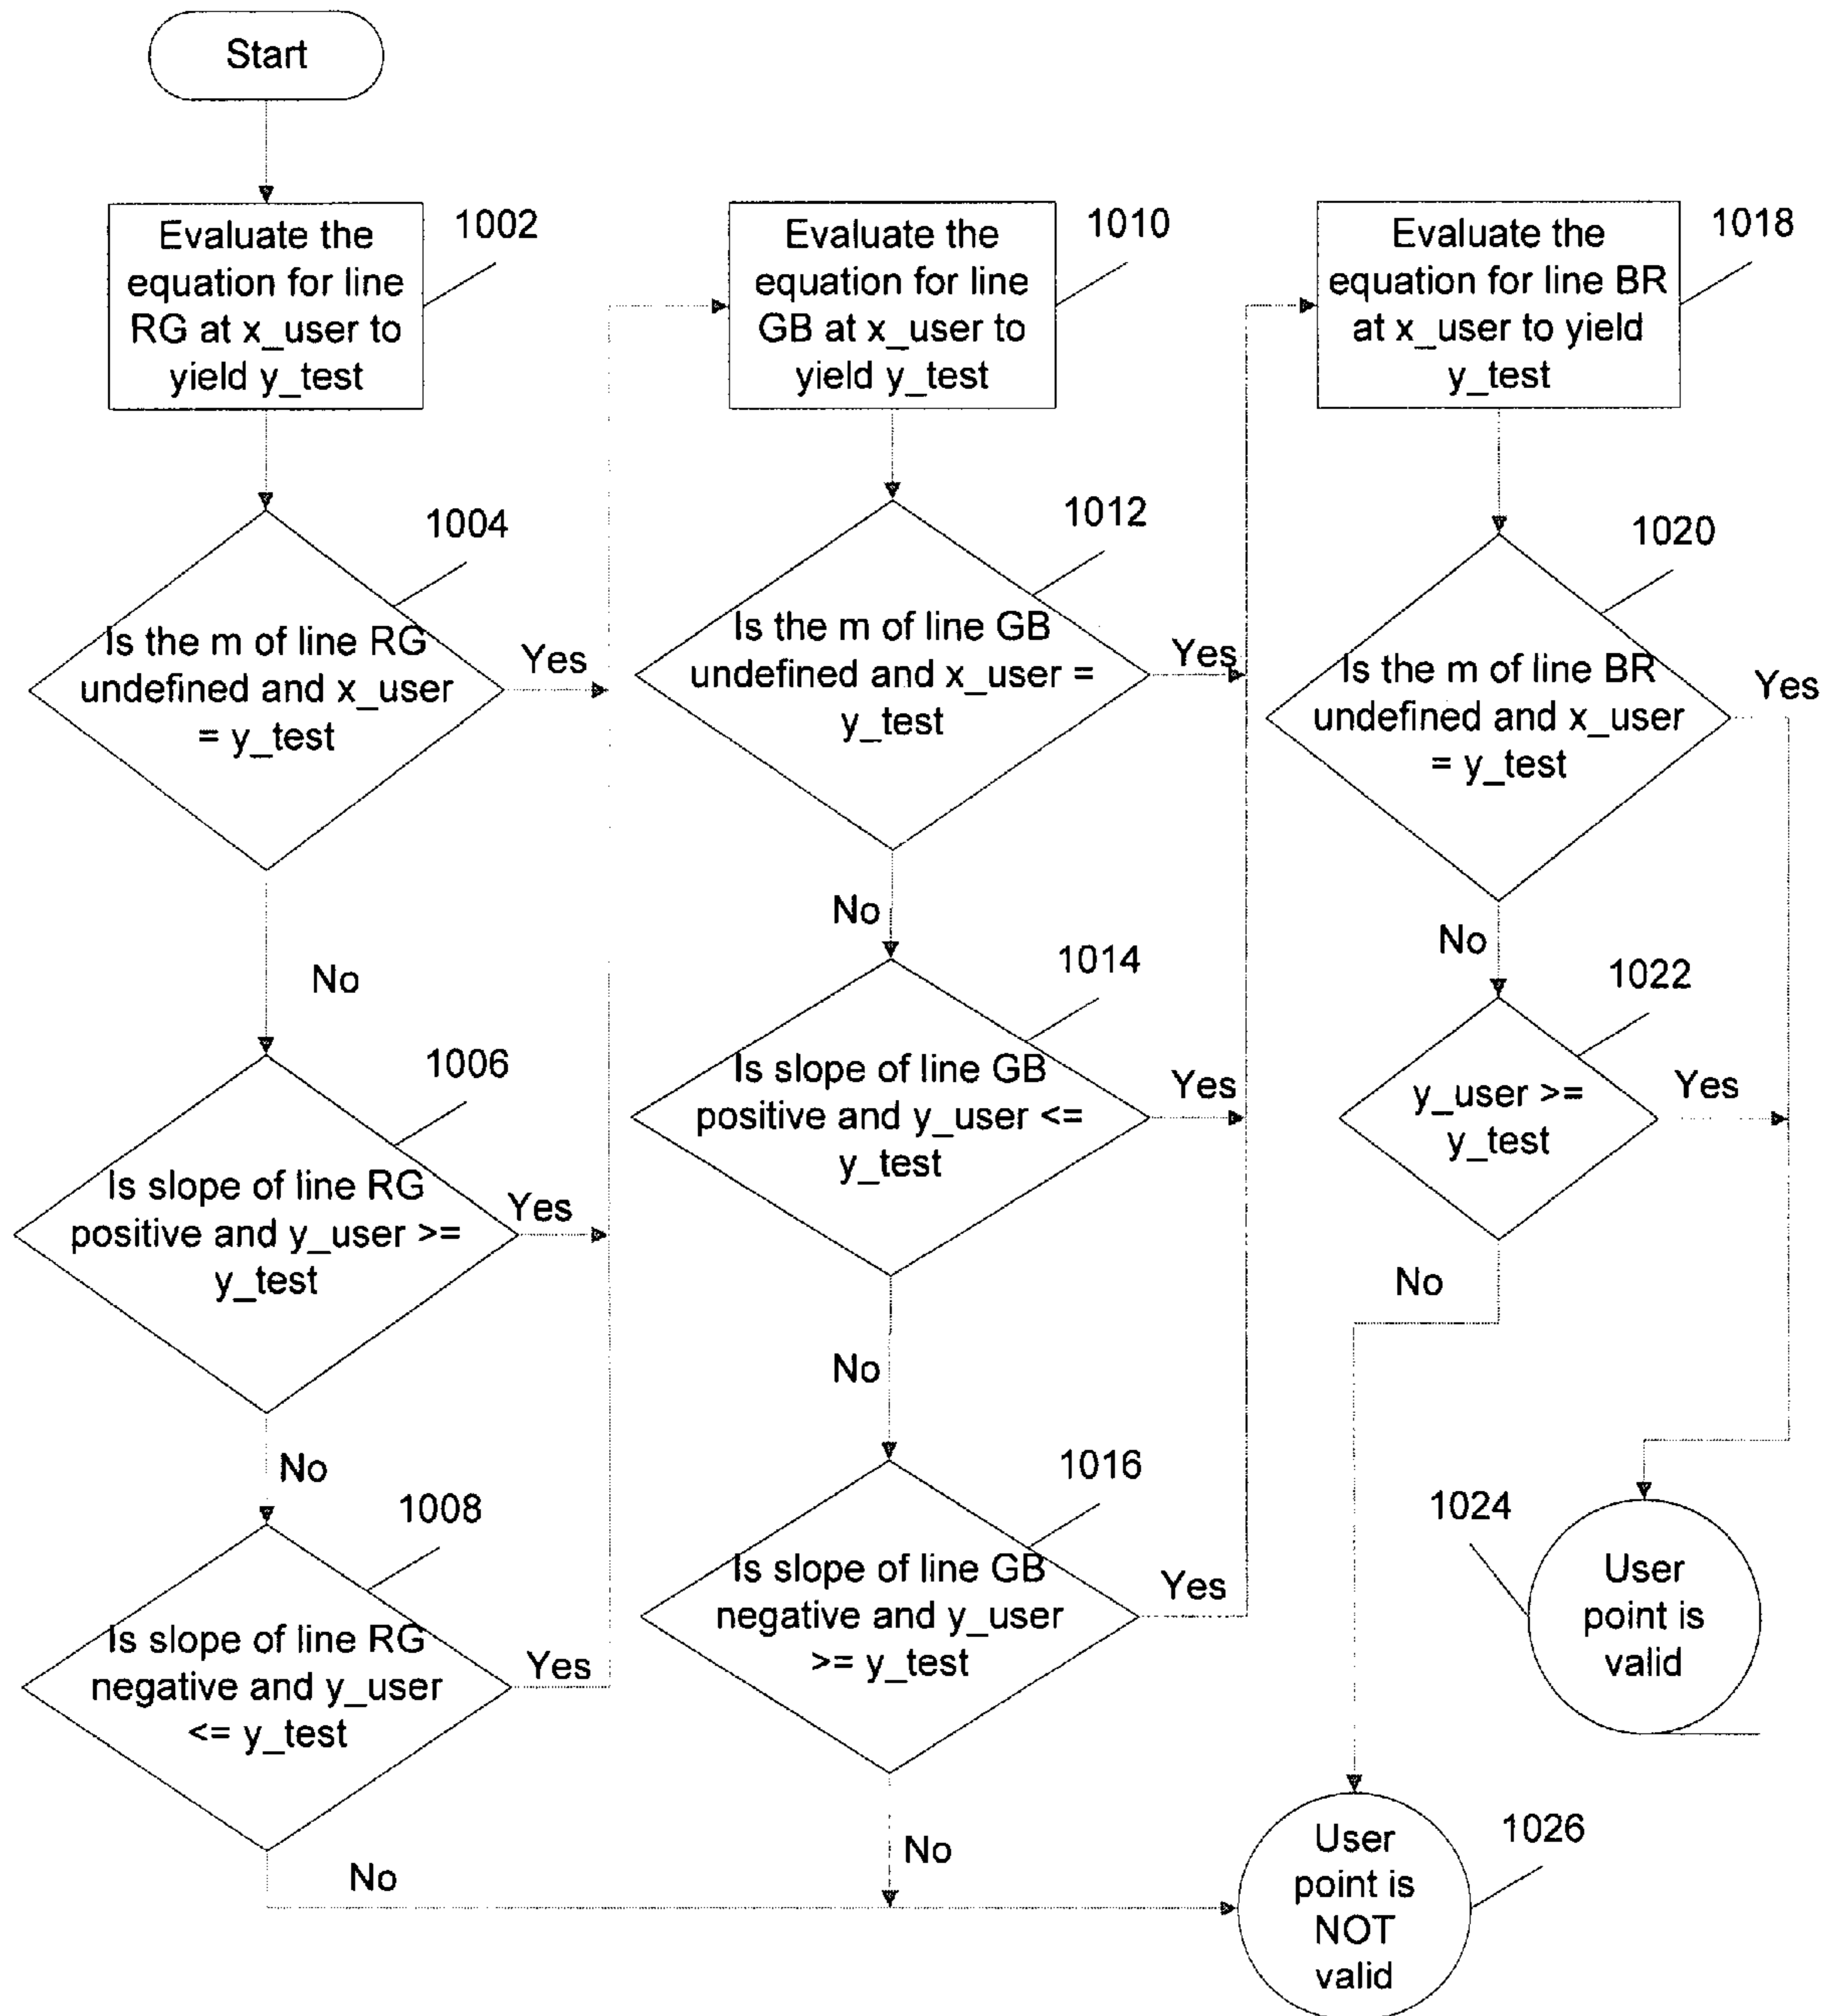 Start
Evaluate the
equation for line
RG at x_user to
yield y_test
1002
Is the m of line RG
undefined and x_user
= y_test
1004
Yes
No
Is slope of line RG
positive and y_user >=
y_test
1006
Yes
No
Is slope of line RG
negative and y_user
<= y_test
1008
Yes
No
Evaluate the
equation for line
GB at x_user to
yield y_test
1010
Is the m of line GB
undefined and x_user =
y_test
1012
Yes
No
Is slope of line GB
positive and y_user <=
y_test
1014
Yes
No
Is slope of line GB
negative and y_user
>= y_test
1016
Yes
No
Evaluate the
equation for line BR
at x_user to yield
y_test
1018
Is the m of line BR
undefined and x_user
= y_test
1020
Yes
No
y_user >=
y_test
1022
Yes
No
1024
User
point is
valid
User
point is
NOT
valid
1026